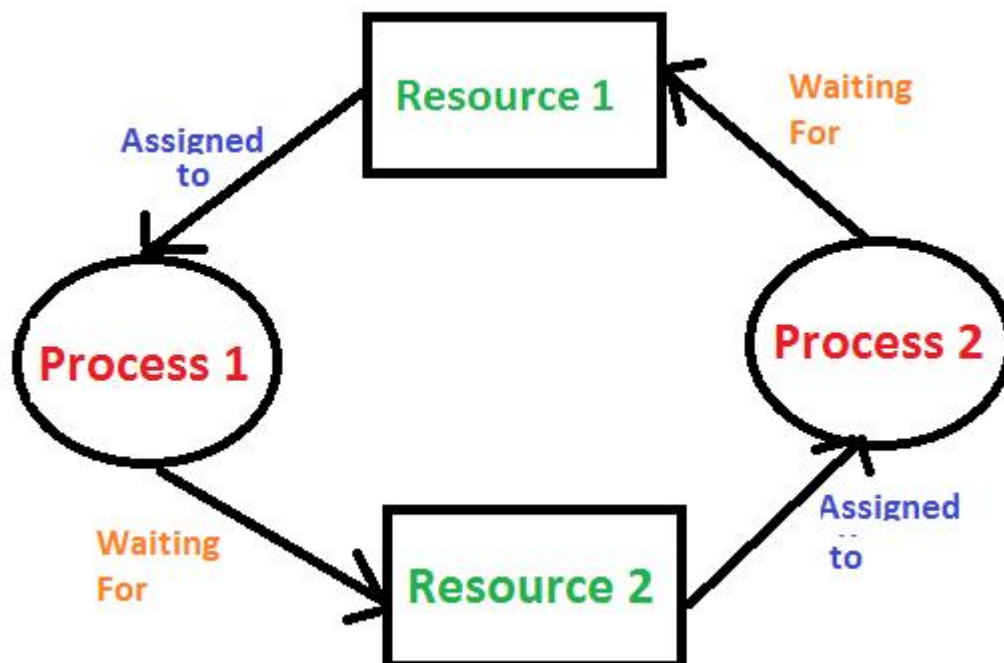 Resource 1
Waiting
For
Assigned
to
Process 1
Process 2
Waiting
For
Resource 2
Assigned
to